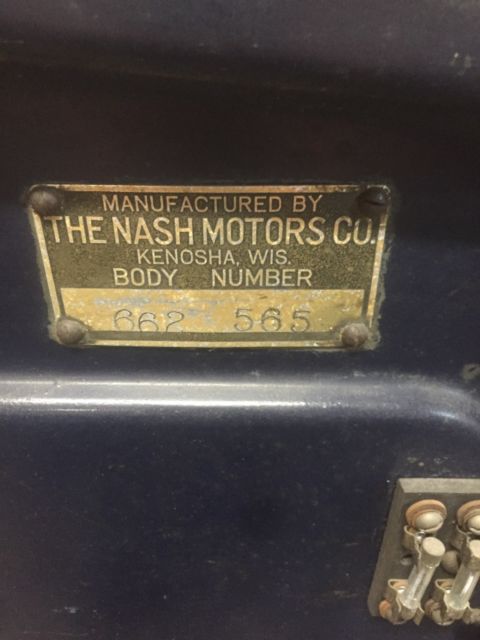 MANUFACTURED BY
THE NASH MOTORS CO.
KENOSHA, WIS.
BODY NUMBER
662 565